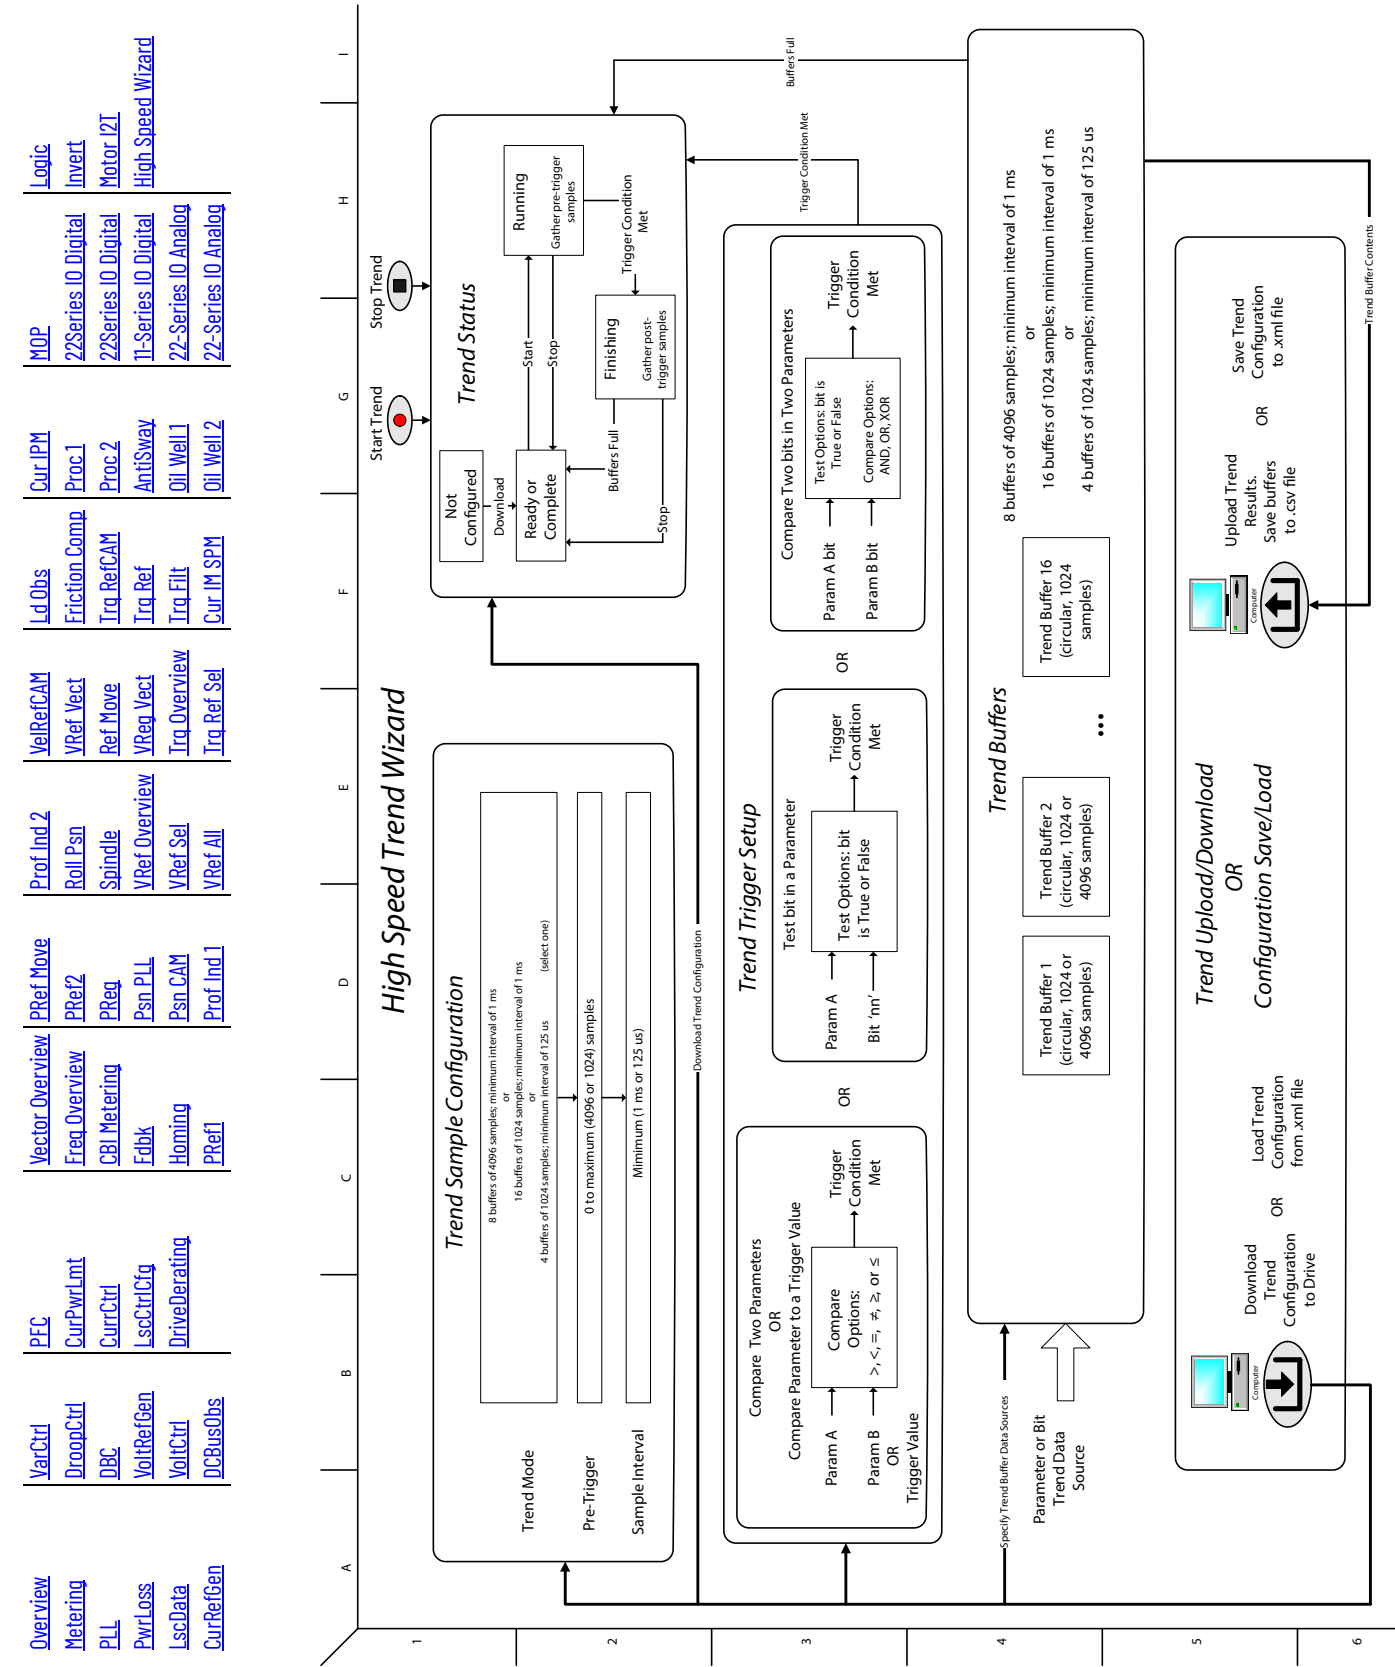 Overview
Metering
PLL
PwrLoss
LscData
CurRefGen
VarCtrl
DroopCtrl
DBC
VoltRefGen
VoltCtrl
DCBusObs
PFC
CurPwrLmt
CurrCtrl
LscCtrlCfg
DriveDerating
Vector Overview
Freq Overview
CBI Metering
Fdbk
Homing
PRef1
PRef Move
PRef2
PReg
Psn PLL
Psn CAM
Prof Ind 1
Prof Ind 2
Roll Psn
Spindle
VRef Overview
VRef Sel
VRef All
VelRefCAM
VRef Vect
Ref Move
VReg Vect
Trq Overview
Trq Ref Sel
Ld Obs
Friction Comp
Trq RefCAM
Trq Ref
Trq Filt
Cur IM SPM
Cur IPM
Proc 1
Proc 2
AntiSway
Oil Well 1
Oil Well 2
MOP
22Series IO Digital
22Series IO Digital
11-Series IO Digital
22-Series IO Analog
22-Series IO Analog
Logic
Invert
Motor I2T
High Speed Wizard
A
B
C
D
E
F
G
H
I
1
2
3
4
5
6
High Speed Trend Wizard
Start Trend
Stop Trend
Trend Sample Configuration
Trend Mode
8 buffers of 4096 samples; minimum interval of 1 ms
or
16 buffers of 1024 samples; minimum interval of 1 ms
or
4 buffers of 1024 samples; minimum interval of 125 us
(select one)
Pre-Trigger
0 to maximum (4096 or 1024) samples
Sample Interval
Mimimum (1 ms or 125 us)
Trend Status
Not
Configured
Download
Ready or
Complete
Start
Stop
Running
Gather pre-trigger
samples
Trigger Condition
Met
Finishing
Gather post-
trigger samples
Buffers Full
Stop
Download Trend Configuration
Trigger Condition Met
Buffers Full
Trend Trigger Setup
Compare Two Parameters
OR
Compare Parameter to a Trigger Value
Param A
Param B
OR
Trigger Value
Compare
Options:
>, <, =, ≠, ≥, or ≤
Trigger
Condition
Met
OR
Test bit in a Parameter
Param A
Bit ‘nn’
Test Options: bit
is True or False
Trigger
Condition
Met
OR
Compare Two bits in Two Parameters
Param A bit
Param B bit
Test Options: bit is
True or False
Compare Options:
AND, OR, XOR
Trigger
Condition
Met
Specify Trend Buffer Data Sources
Parameter or Bit
Trend Data
Source
Trend Buffers
Trend Buffer 1
(circular, 1024 or
4096 samples)
Trend Buffer 2
(circular, 1024 or
4096 samples)
...
Trend Buffer 16
(circular, 1024
samples)
8 buffers of 4096 samples; minimum interval of 1 ms
or
16 buffers of 1024 samples; minimum interval of 1 ms
or
4 buffers of 1024 samples; minimum interval of 125 us
Trend Upload/Download
OR
Configuration Save/Load
Computer
Download
Trend
Configuration
to Drive
OR
Load Trend
Configuration
from .xml file
Computer
Upload Trend
Results.
Save buffers
to .csv file
OR
Save Trend
Configuration
to .xml file
Trend Buffer Contents